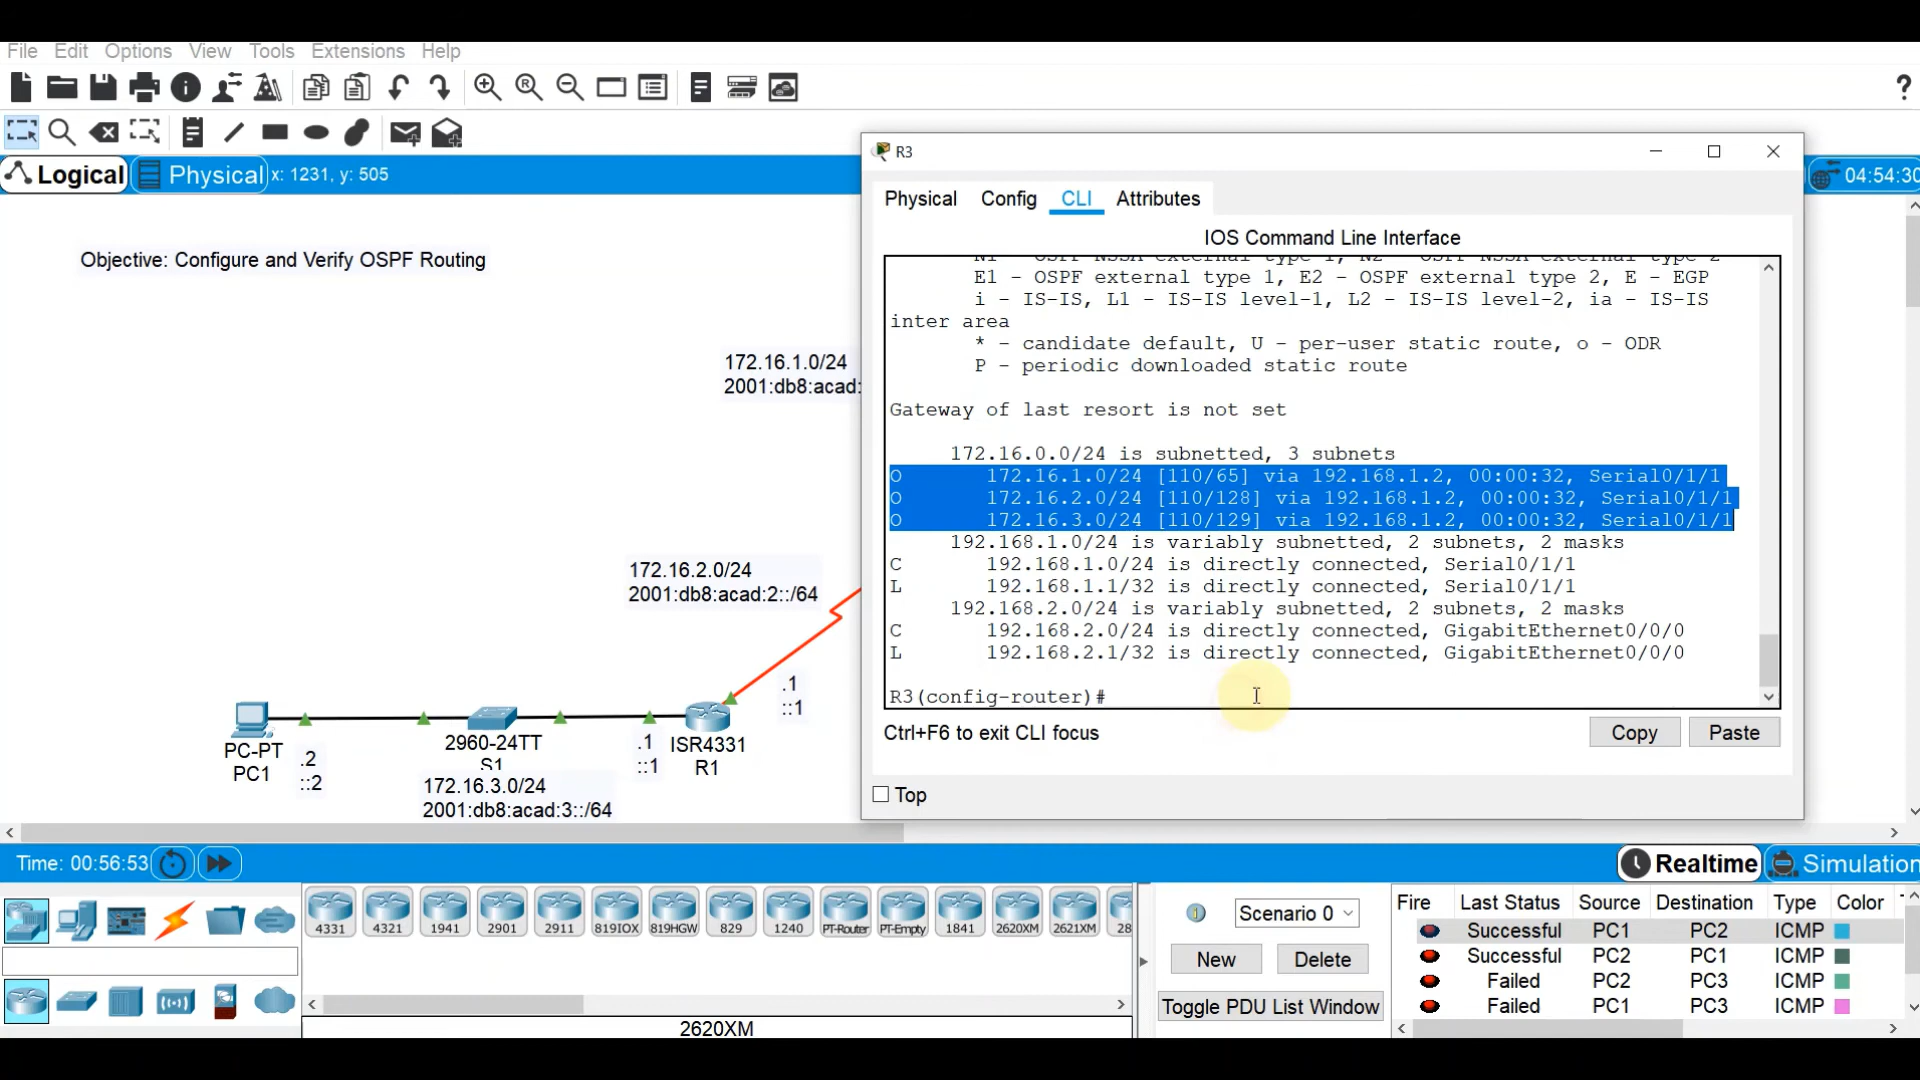 File Edit Options View Tools Extensions Help
?
Logical Physical x: 1231, y: 505
04:54:30
Objective: Configure and Verify OSPF Routing
172.16.1.0/24
2001:db8:acad:
172.16.2.0/24
2001:db8:acad:2::/64
.1
::1
PC-PT
PC1
.2
::2
2960-24TT
S1
172.16.3.0/24
2001:db8:acad:3::/64
.1
::1
ISR4331
R1
R3
Physical Config CLI Attributes
IOS Command Line Interface
N1 - OSPF NSSA external type 1, N2 - OSPF NSSA external type 2
E1 - OSPF external type 1, E2 - OSPF external type 2, E - EGP
i - IS-IS, L1 - IS-IS level-1, L2 - IS-IS level-2, ia - IS-IS
inter area
* - candidate default, U - per-user static route, o - ODR
P - periodic downloaded static route
Gateway of last resort is not set
172.16.0.0/24 is subnetted, 3 subnets
O 172.16.1.0/24 [110/65] via 192.168.1.2, 00:00:32, Serial0/1/1
O 172.16.2.0/24 [110/128] via 192.168.1.2, 00:00:32, Serial0/1/1
O 172.16.3.0/24 [110/129] via 192.168.1.2, 00:00:32, Serial0/1/1
192.168.1.0/24 is variably subnetted, 2 subnets, 2 masks
C 192.168.1.0/24 is directly connected, Serial0/1/1
L 192.168.1.1/32 is directly connected, Serial0/1/1
192.168.2.0/24 is variably subnetted, 2 subnets, 2 masks
C 192.168.2.0/24 is directly connected, GigabitEthernet0/0/0
L 192.168.2.1/32 is directly connected, GigabitEthernet0/0/0
R3(config-router)#
Ctrl+F6 to exit CLI focus
Copy Paste
Top
Time: 00:56:53
Realtime Simulation
4331 4321 1941 2901 2911 819IOX 819HGW 829 1240 PT-Router PT-Empty 1841 2620XM 2621XM 28
2620XM
Scenario 0
New Delete
Toggle PDU List Window
Fire Last Status Source Destination Type Color
Successful PC1 PC2 ICMP
Successful PC2 PC1 ICMP
Failed PC2 PC3 ICMP
Failed PC1 PC3 ICMP